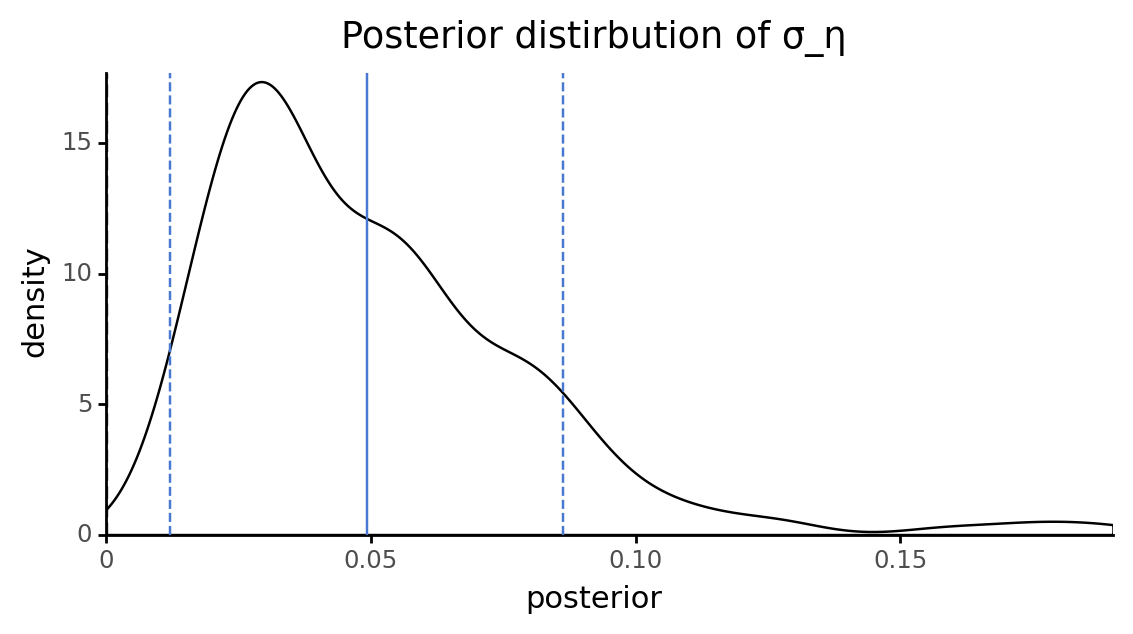 Posterior distirbution of σ_η
density
15
10
5
0
0 0.05 0.10 0.15
posterior